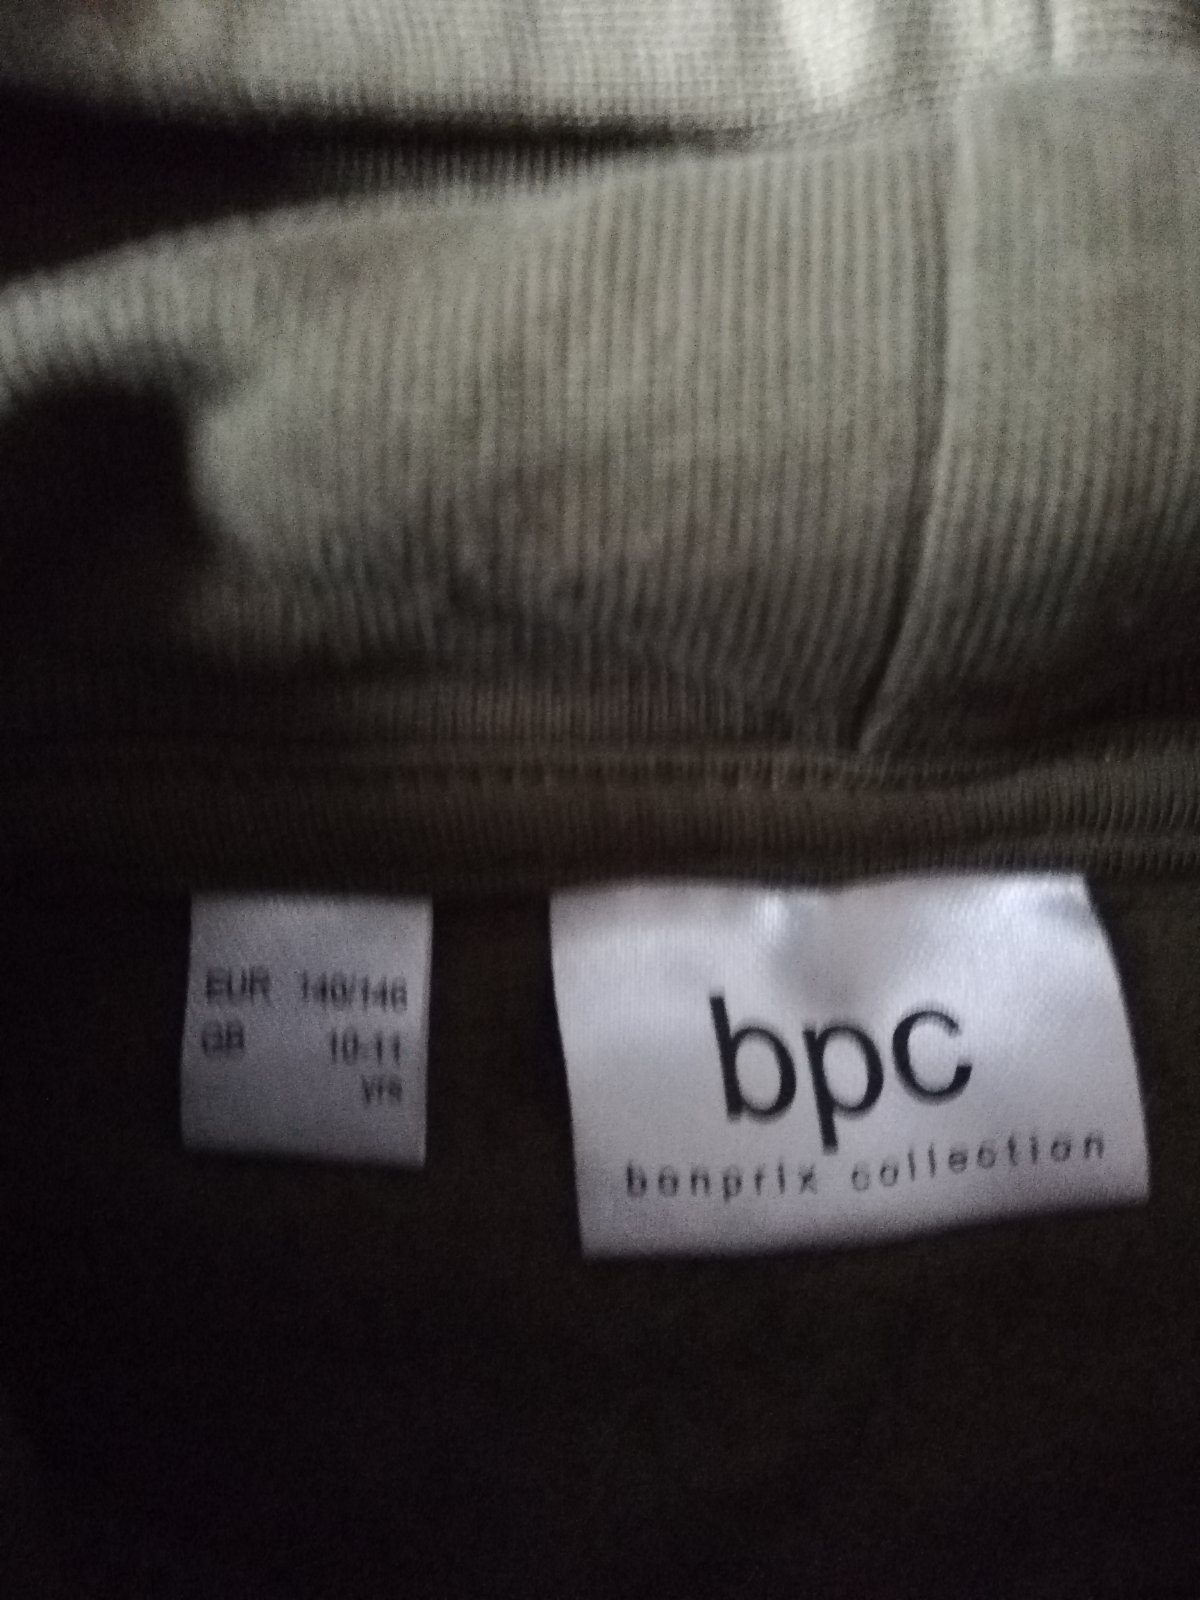 EUR 140/146
GB 10-11
yrs
bpc
bonprix collection